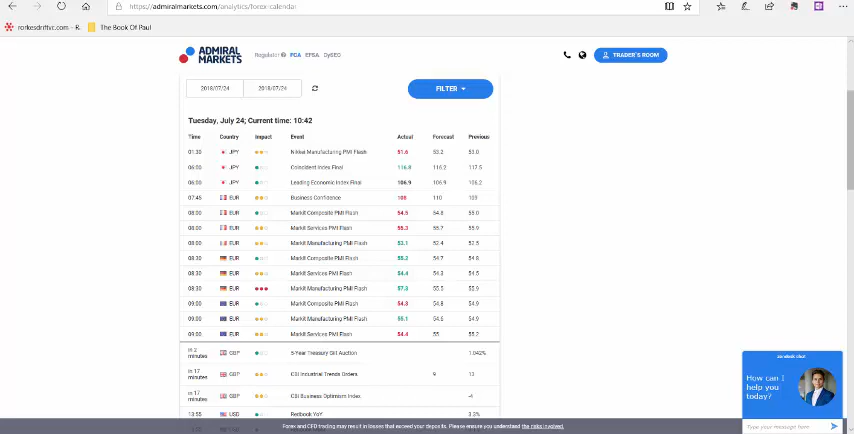 https://admiralmarkets.com/analytics/forex-calendar
rorkesdriftvc.com - R. The Book Of Paul
ADMIRAL MARKETS Regulator FCA EFSA CySEC TRADER'S ROOM
2018/07/24 2018/07/24 FILTER
Tuesday, July 24; Current time: 10:42
Time Country Impact Event Actual Forecast Previous
01:30 JPY Nikkei Manufacturing PMI Flash 51.6 53.2 53.0
06:00 JPY Coincident Index Final 116.8 116.2 117.5
06:00 JPY Leading Economic Index Final 106.9 106.9 106.2
07:45 EUR Business Confidence 109 110 109
08:00 EUR Markit Composite PMI Flash 54.5 54.8 55.0
08:00 EUR Markit Services PMI Flash 55.3 55.7 55.9
08:00 EUR Markit Manufacturing PMI Flash 53.1 52.4 52.5
08:30 EUR Markit Composite PMI Flash 55.2 54.7 54.8
08:30 EUR Markit Services PMI Flash 54.4 54.3 54.5
08:30 EUR Markit Manufacturing PMI Flash 57.3 55.5 55.9
09:00 EUR Markit Composite PMI Flash 54.3 54.8 54.9
09:00 EUR Markit Manufacturing PMI Flash 55.1 54.6 54.9
09:00 EUR Markit Services PMI Flash 54.4 55 55.2
in 2 minutes GBP 5-Year Treasury Gilt Auction 1.042%
in 17 minutes GBP CBI Industrial Trends Orders 9 13
in 17 minutes GBP CBI Business Optimism Index -4
13:55 USD Redbook YoY 3.3%
Forex and CFD trading may result in losses that exceed your deposits. Please ensure you understand the risks involved.
zendesk chat
How can I
help you
today?
Type your message here